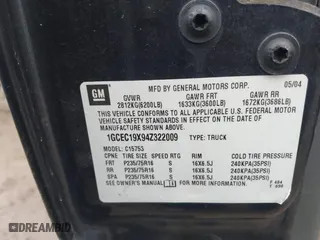 GM
MFD BY GENERAL MOTORS CORP. 05/04
GVWR GAWR FRT GAWR RR
2812KG(6200LB) 1633KG(3600LB) 1672KG(3686LB)
THIS VEHICLE CONFORMS TO ALL APPLICABLE U.S. FEDERAL MOTOR
VEHICLE SAFETY STANDARDS IN EFFECT ON THE DATE OF
MANUFACTURE SHOWN ABOVE.
1GCEC19X94Z322009 TYPE: TRUCK
MODEL: C15753
TIRE SIZE SPEED RTG RIM COLD TIRE PRESSURE
FRT P235/75R16 S 16X6.5J 240KPA(35PSI)
RR P235/75R16 S 16X6.5J 240KPA(35PSI)
SPA P235/75R16 S 16X6.5J 240KPA(35PSI)
SEE OWNER'S MANUAL FOR ADDITIONAL INFORMATION.